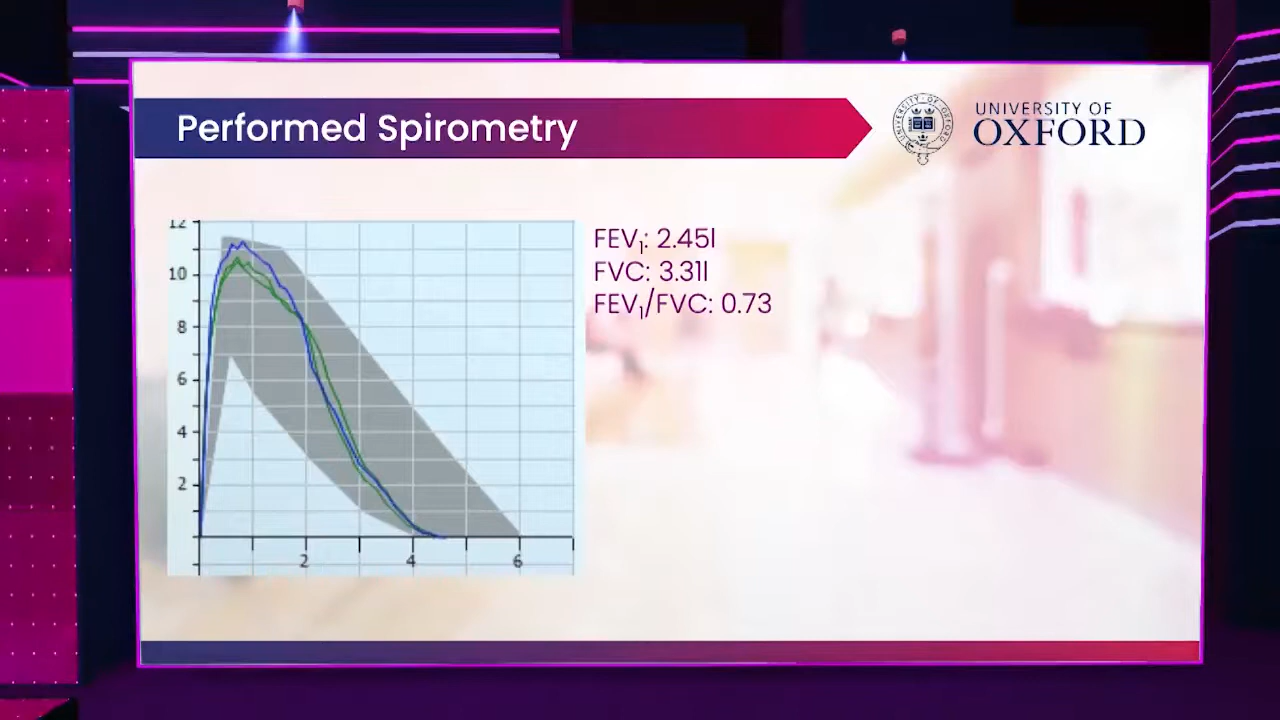 Performed Spirometry
UNIVERSITY OF
OXFORD
12
10
8
6
4
2
2 4 6
FEV₁: 2.45l
FVC: 3.31l
FEV₁/FVC: 0.73